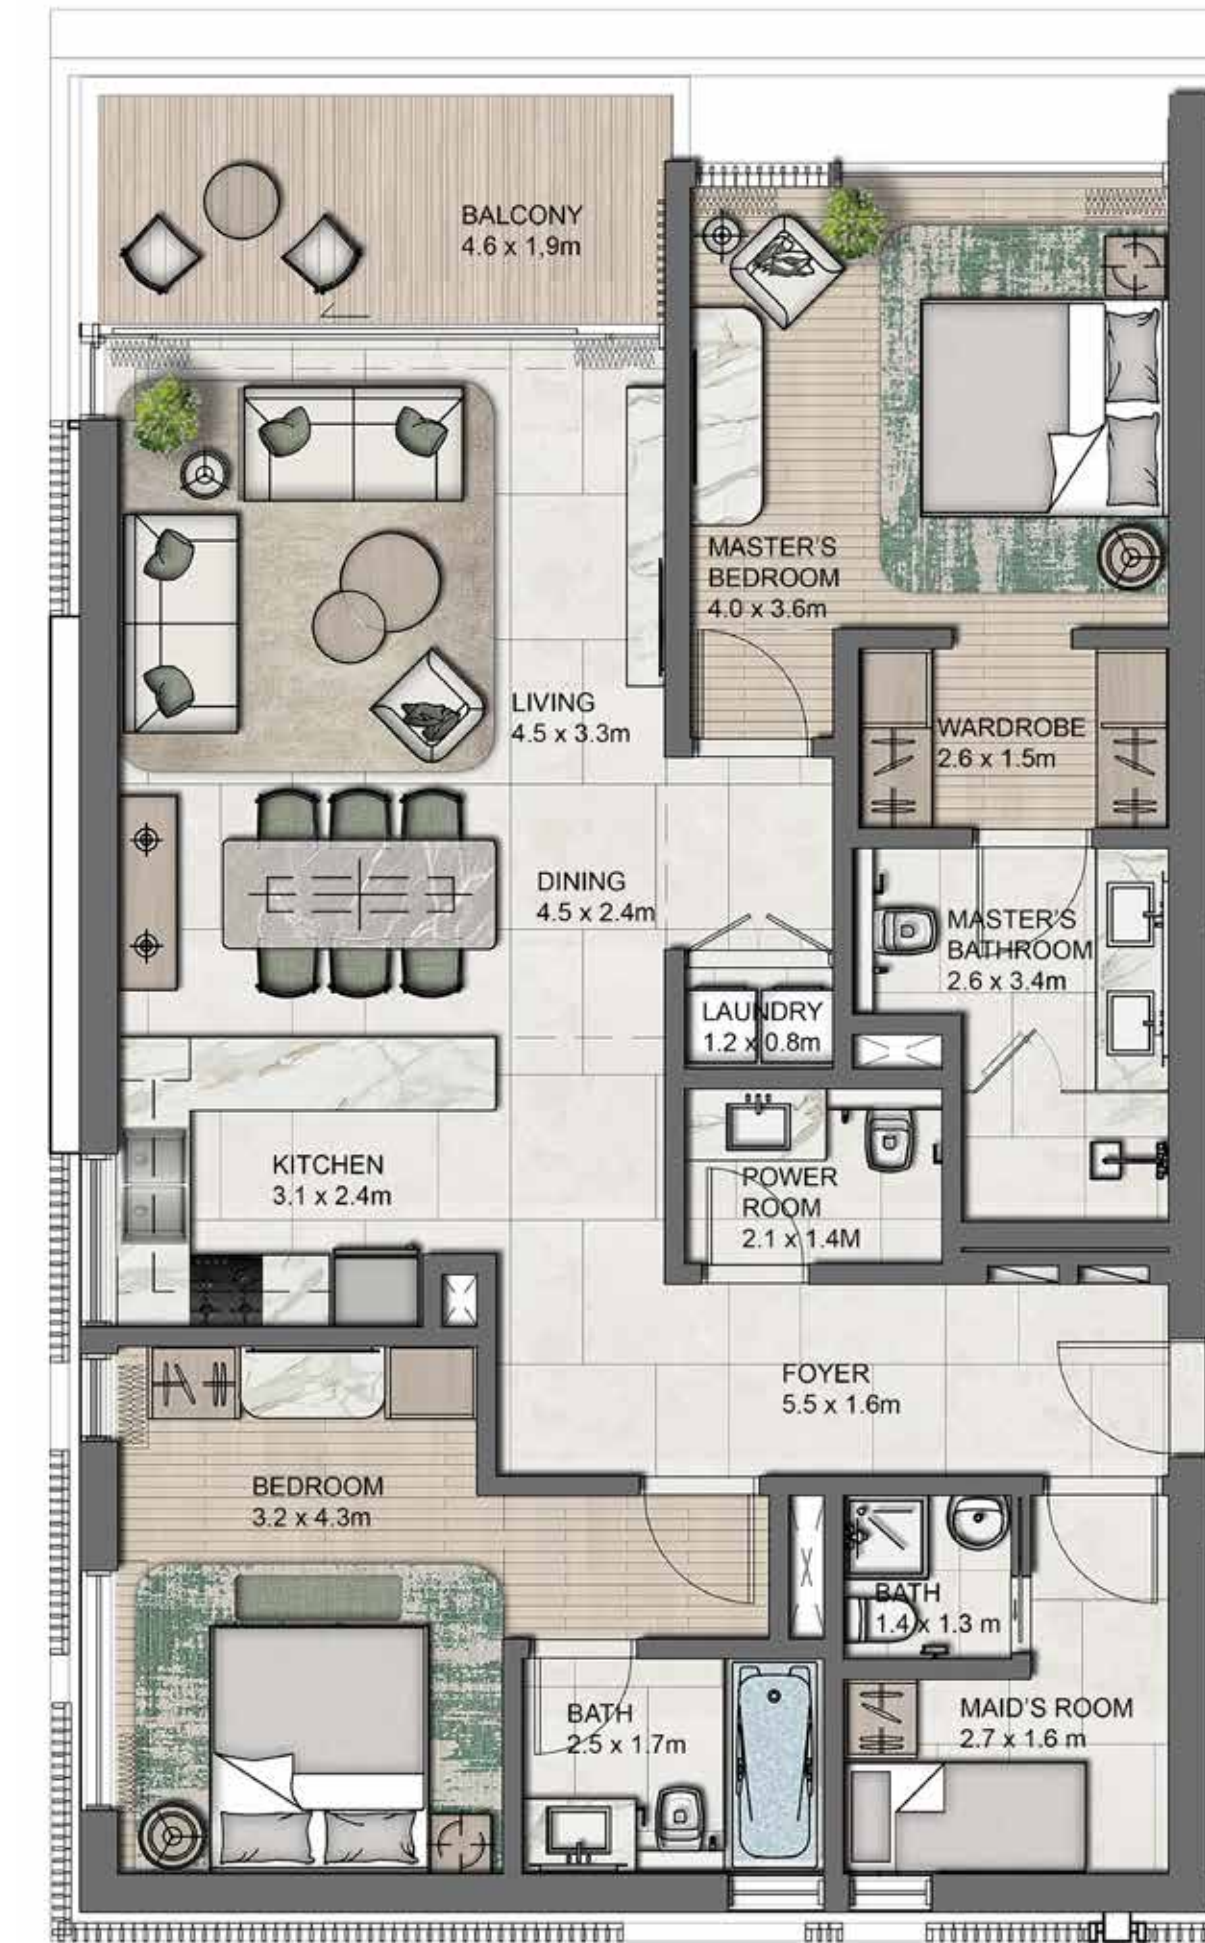 BALCONY
4.6 x 1,9m
MASTER'S
BEDROOM
4.0 x 3.6m
LIVING
4.5 x 3.3m
WARDROBE
2.6 x 1.5m
DINING
4.5 x 2.4m
MASTER'S
BATHROOM
2.6 x 3.4m
LAUNDRY
1.2 x 0.8m
KITCHEN
3.1 x 2.4m
POWER
ROOM
2.1 x 1.4M
FOYER
5.5 x 1.6m
BEDROOM
3.2 x 4.3m
BATH
1.4 x 1.3 m
BATH
2.5 x 1.7m
MAID'S ROOM
2.7 x 1.6 m